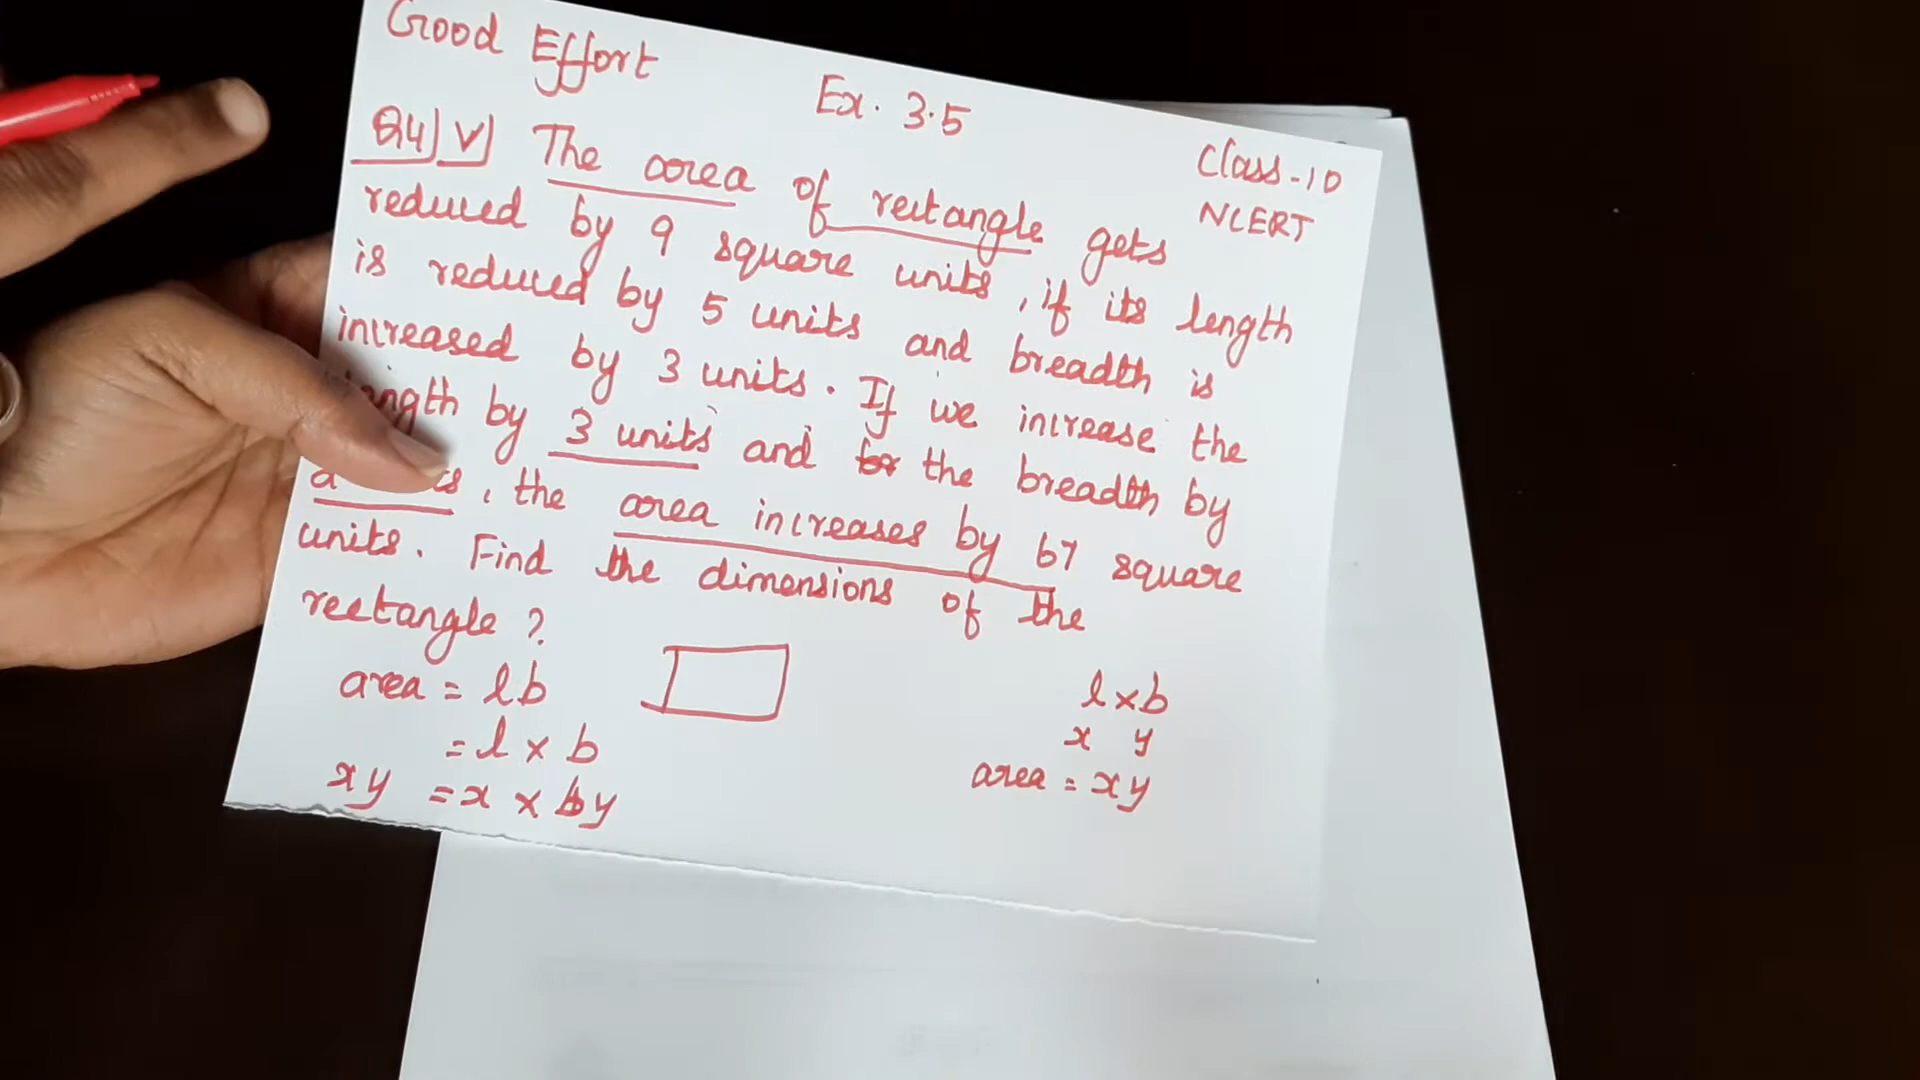 Good Effort
Ex. 3.5
Class-10
NCERT
Q4) V) The area of rectangle gets
reduced by 9 square units, if its length
is reduced by 5 units and breadth is
increased by 3 units. If we increase the
by 3 units and the breadth by
, the area increases by 67 square
units. Find the dimensions of the
rectangle ?
area = lb
= l × b
xy = x × by
l×b
x y
area = xy